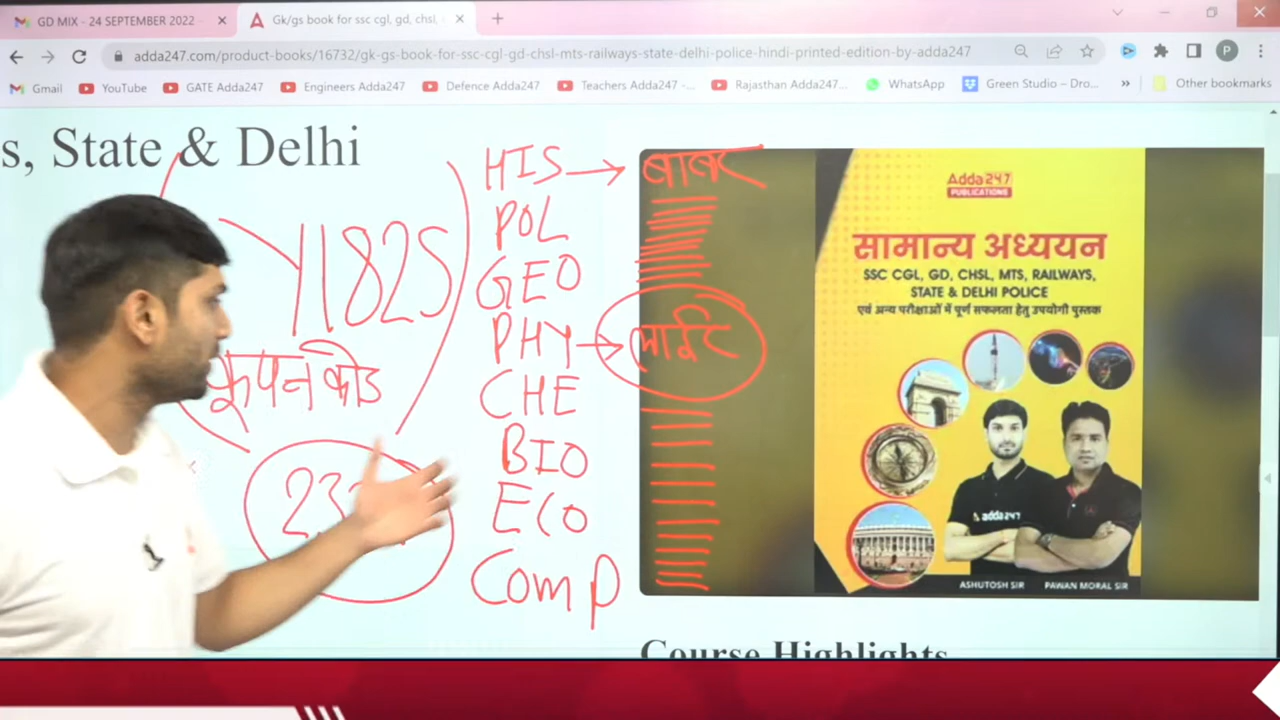 GD MIX - 24 SEPTEMBER 2022
Gk/gs book for ssc cgl, gd, chsl,
adda247.com/product-books/16732/gk-gs-book-for-ssc-cgl-gd-chsl-mts-railways-state-delhi-police-hindi-printed-edition-by-adda247
P
Gmail
YouTube
GATE Adda247
Engineers Adda247
Defence Adda247
Teachers Adda247 -...
Rajasthan Adda247...
WhatsApp
Green Studio – Dro...
»
Other bookmarks
s, State & Delhi
Y1825
कूपन कोड
HIS → बाबर
POL
GEO
PHY →
CHE
BIO
ECO
Comp
Adda247
PUBLICATIONS
सामान्य अध्ययन
SSC CGL, GD, CHSL, MTS, RAILWAYS,
STATE & DELHI POLICE
एवं अन्य परीक्षाओं में पूर्ण सफलता हेतु उपयोगी पुस्तक
adda247
ASHUTOSH SIR
PAWAN MORAL SIR
Course Highlights